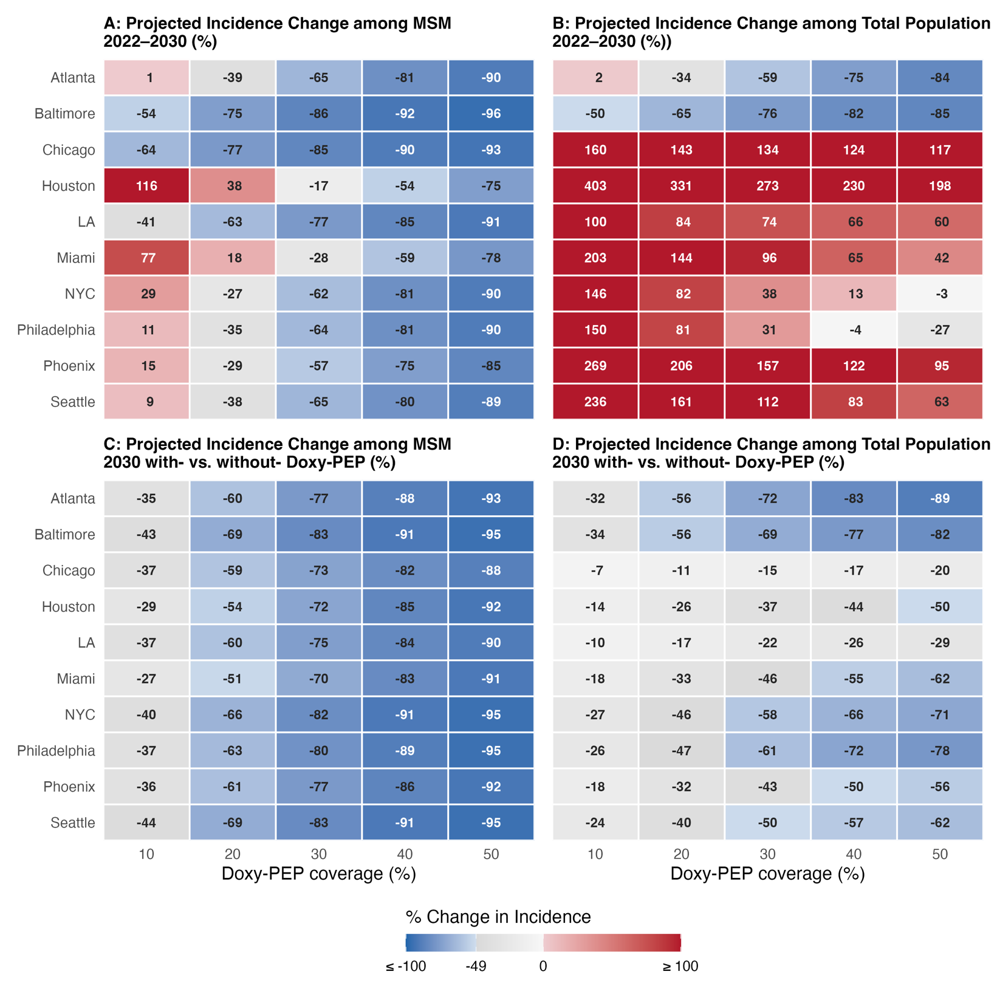 A: Projected Incidence Change among MSM
2022–2030 (%)
B: Projected Incidence Change among Total Population
2022–2030 (%))
Atlanta 1 -39 -65 -81 -90 2 -34 -59 -75 -84
Baltimore -54 -75 -86 -92 -96 -50 -65 -76 -82 -85
Chicago -64 -77 -85 -90 -93 160 143 134 124 117
Houston 116 38 -17 -54 -75 403 331 273 230 198
LA -41 -63 -77 -85 -91 100 84 74 66 60
Miami 77 18 -28 -59 -78 203 144 96 65 42
NYC 29 -27 -62 -81 -90 146 82 38 13 -3
Philadelphia 11 -35 -64 -81 -90 150 81 31 -4 -27
Phoenix 15 -29 -57 -75 -85 269 206 157 122 95
Seattle 9 -38 -65 -80 -89 236 161 112 83 63
C: Projected Incidence Change among MSM
2030 with- vs. without- Doxy-PEP (%)
D: Projected Incidence Change among Total Population
2030 with- vs. without- Doxy-PEP (%)
Atlanta -35 -60 -77 -88 -93 -32 -56 -72 -83 -89
Baltimore -43 -69 -83 -91 -95 -34 -56 -69 -77 -82
Chicago -37 -59 -73 -82 -88 -7 -11 -15 -17 -20
Houston -29 -54 -72 -85 -92 -14 -26 -37 -44 -50
LA -37 -60 -75 -84 -90 -10 -17 -22 -26 -29
Miami -27 -51 -70 -83 -91 -18 -33 -46 -55 -62
NYC -40 -66 -82 -91 -95 -27 -46 -58 -66 -71
Philadelphia -37 -63 -80 -89 -95 -26 -47 -61 -72 -78
Phoenix -36 -61 -77 -86 -92 -18 -32 -43 -50 -56
Seattle -44 -69 -83 -91 -95 -24 -40 -50 -57 -62
10 20 30 40 50 10 20 30 40 50
Doxy-PEP coverage (%) Doxy-PEP coverage (%)
% Change in Incidence
≤ -100 -49 0 ≥ 100